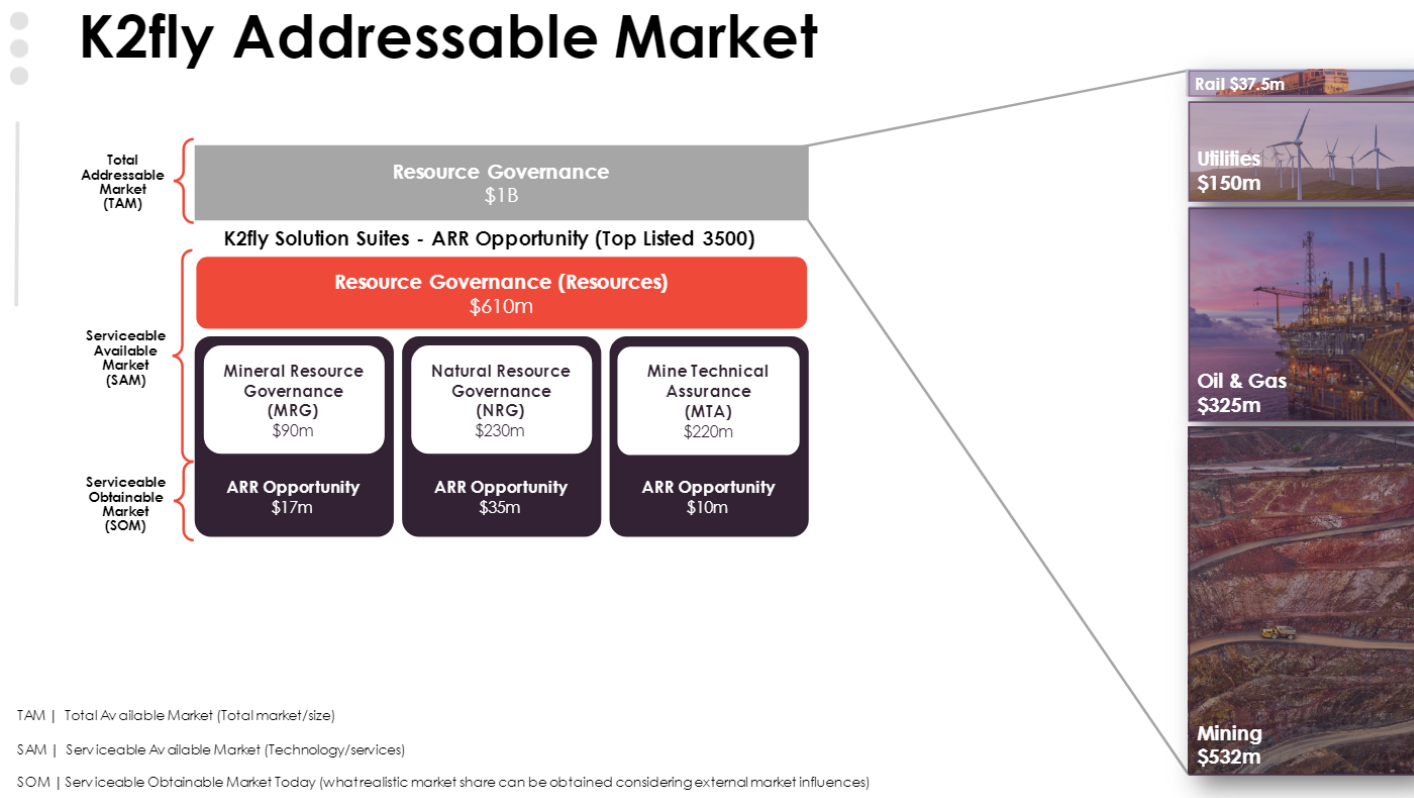 K2fly Addressable Market
Total
Addressable
Market
(TAM)
Resource Governance
$1B
K2fly Solution Suites - ARR Opportunity (Top Listed 3500)
Serviceable
Available
Market
(SAM)
Resource Governance (Resources)
$610m
Mineral Resource
Governance
(MRG)
$90m
Natural Resource
Governance
(NRG)
$230m
Mine Technical
Assurance
(MTA)
$220m
Serviceable
Obtainable
Market
(SOM)
ARR Opportunity
$17m
ARR Opportunity
$35m
ARR Opportunity
$10m
Rail $37.5m
Utilities
$150m
Oil & Gas
$325m
Mining
$532m
TAM | Total Available Market (Total market/size)
SAM | Serviceable Available Market (Technology/services)
SOM | Serviceable Obtainable Market Today (what realistic market share can be obtained considering external market influences)